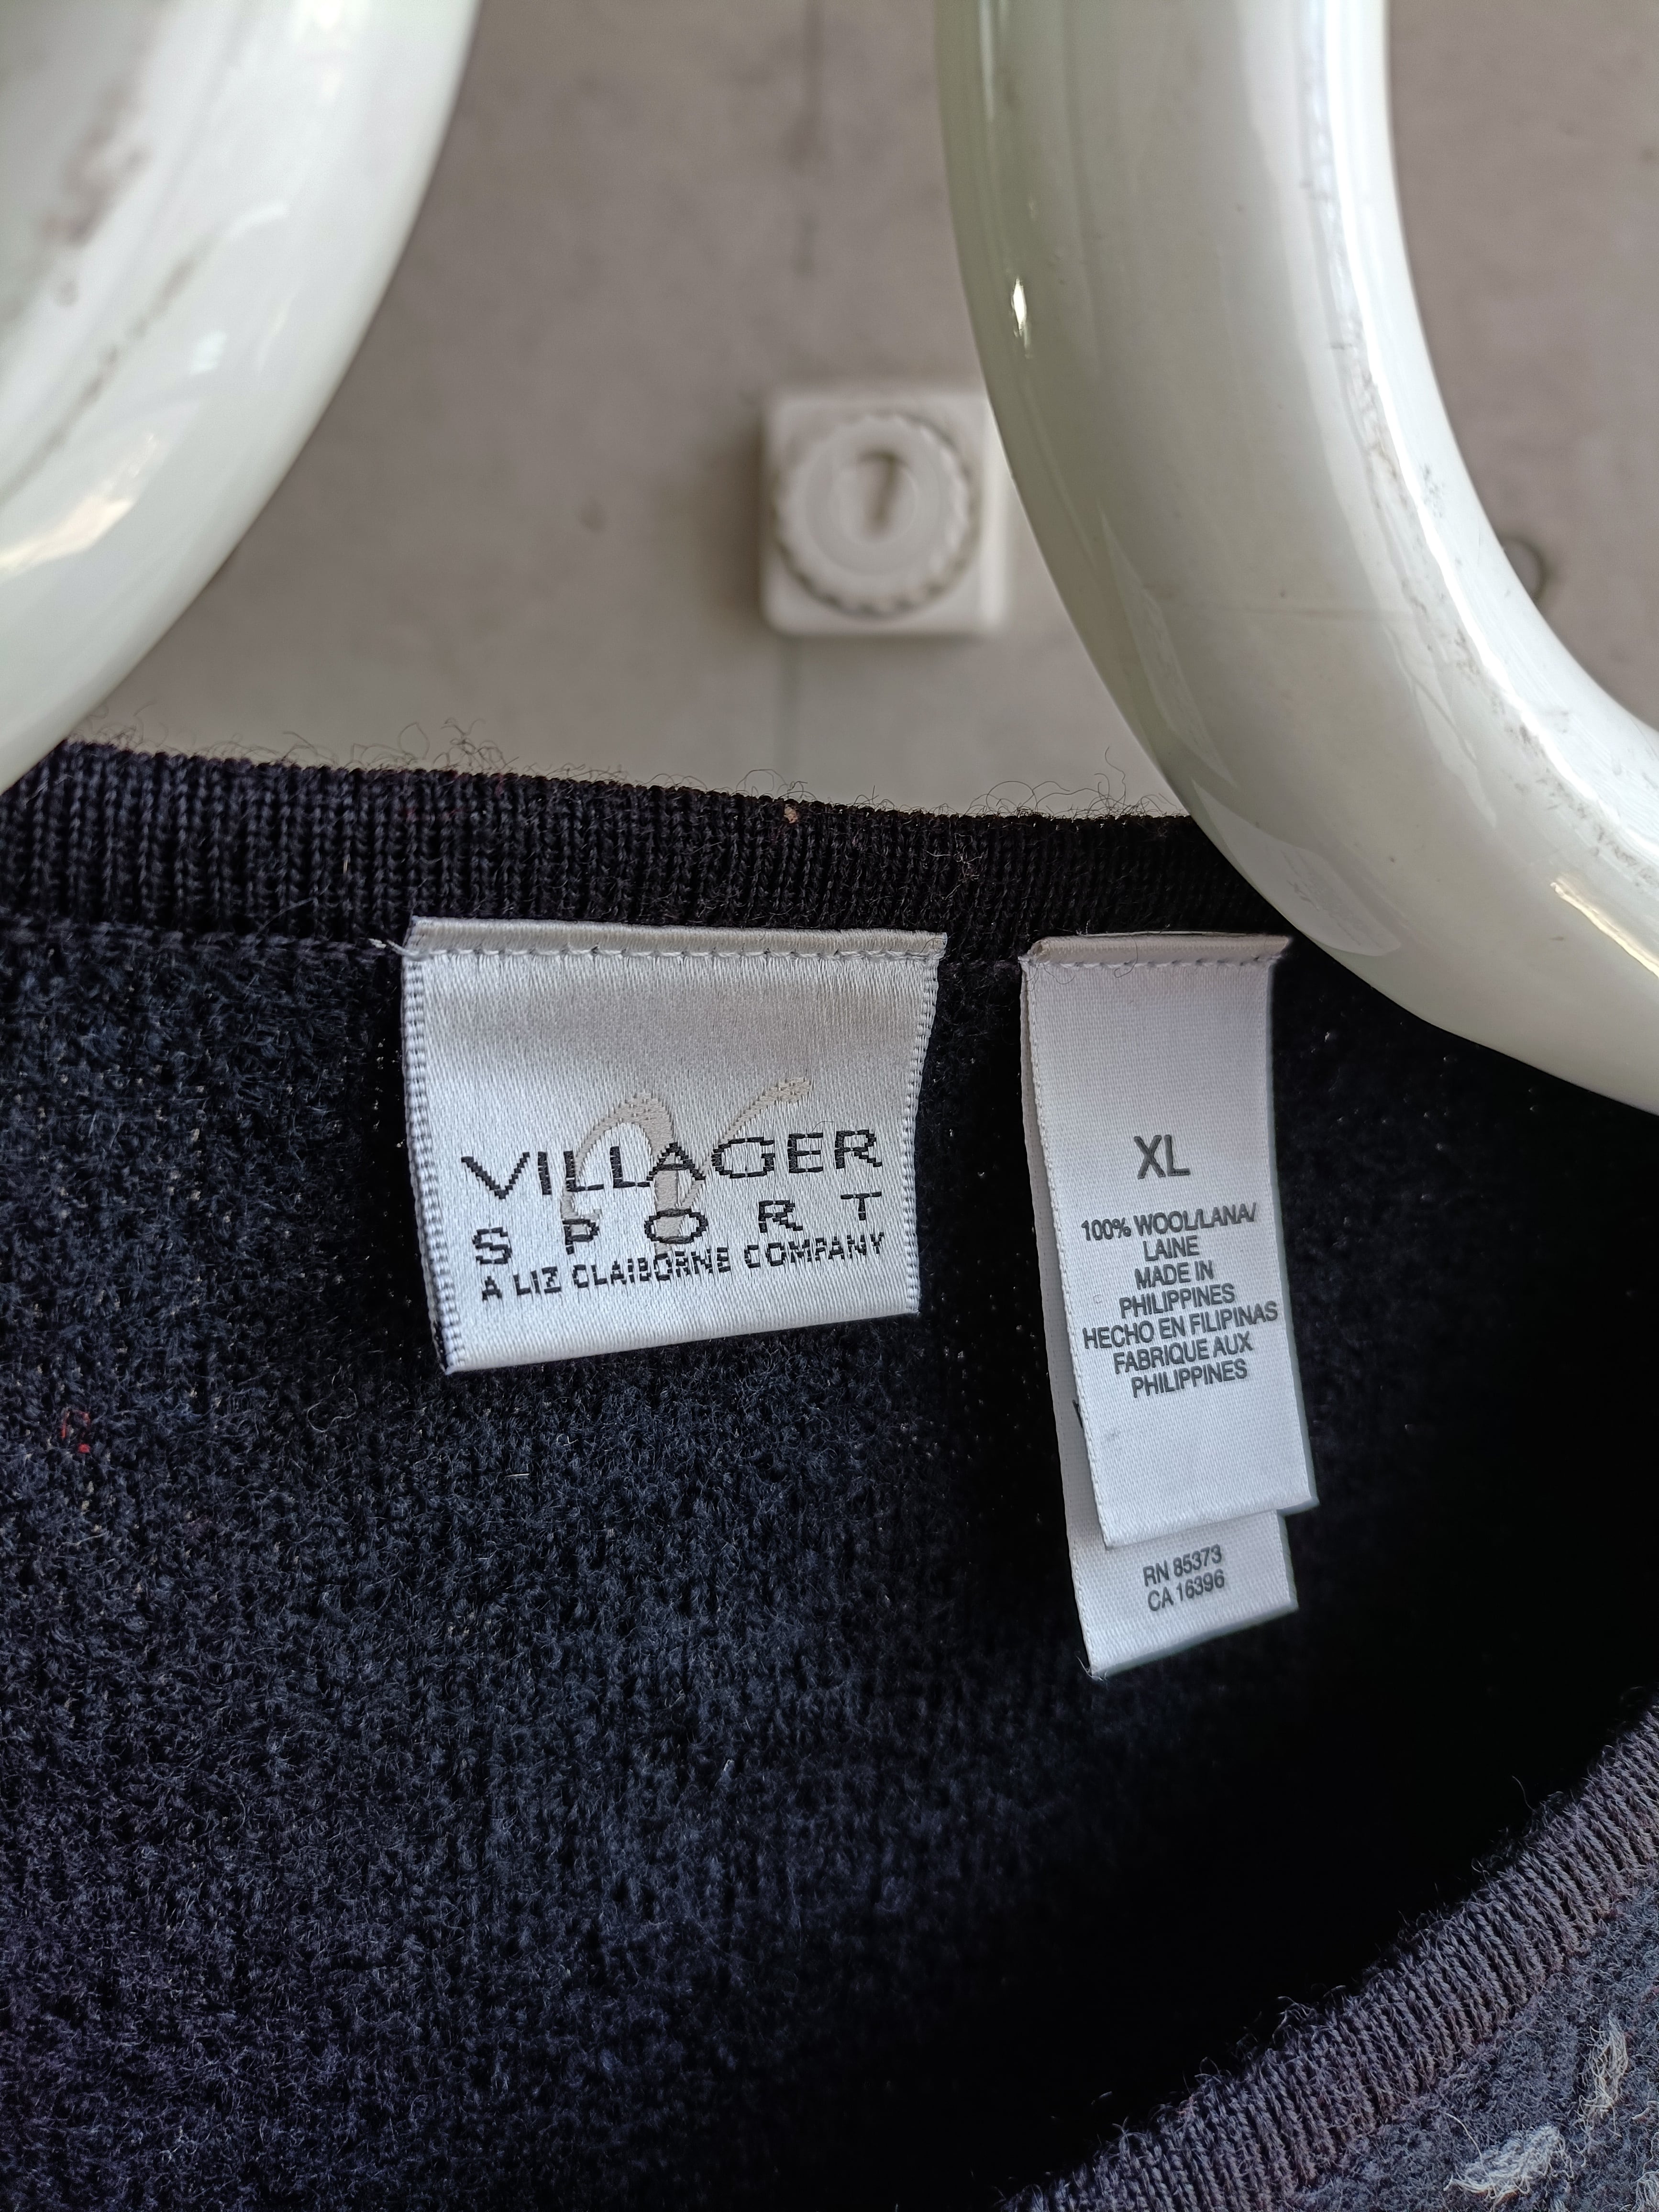 VILLAGER
SPORT
A LIZ CLAIBORNE COMPANY
XL
100% WOOL/LANA/
LAINE
MADE IN
PHILIPPINES
HECHO EN FILIPINAS
FABRIQUE AUX
PHILIPPINES
RN 85373
CA 16396